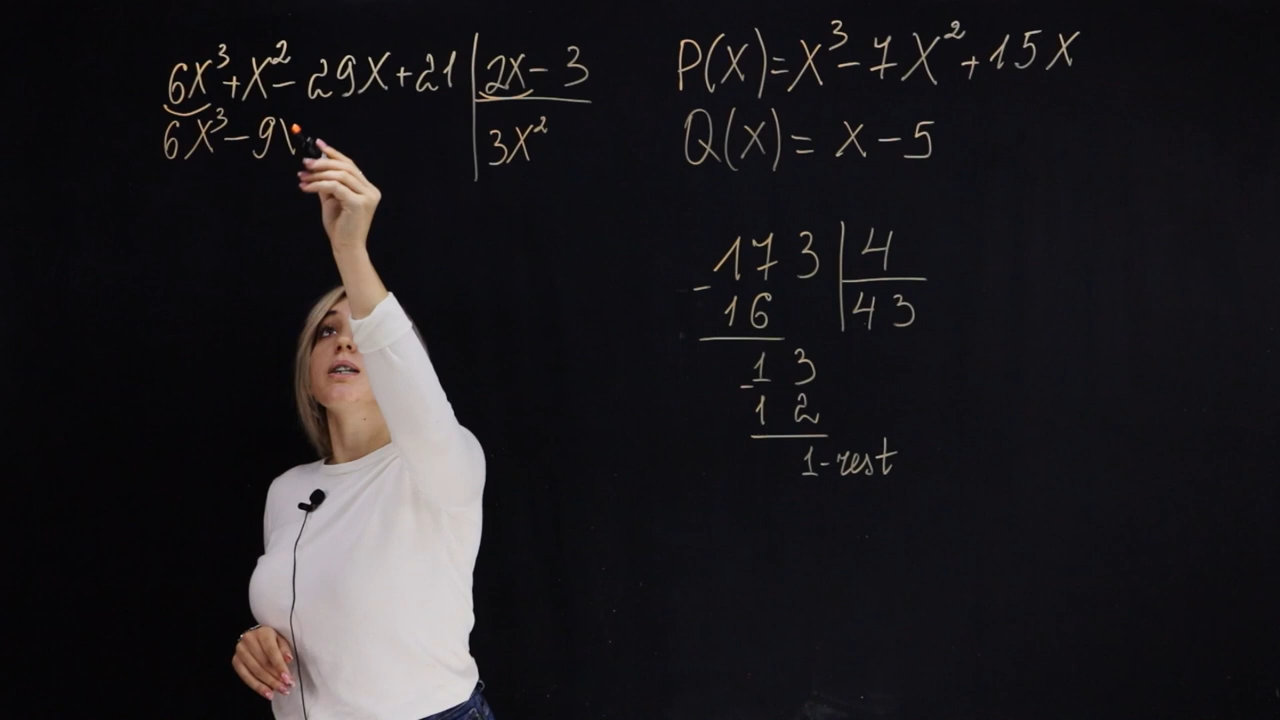 6x³+x²-29x+21 | 2x-3
6x³-9 | 3x²
P(x)=x³-7x²+15x
Q(x)=x-5
-173 | 4
16 | 43
-13
12
1-rest